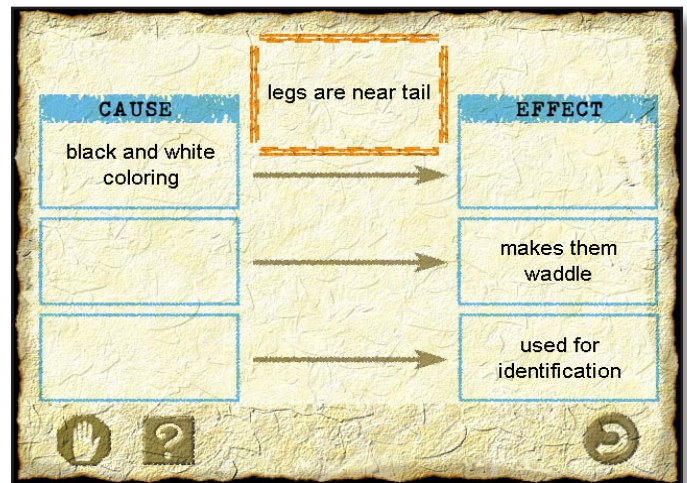 legs are near tail
CAUSE
EFFECT
black and white
coloring
makes them
waddle
used for
identification
?